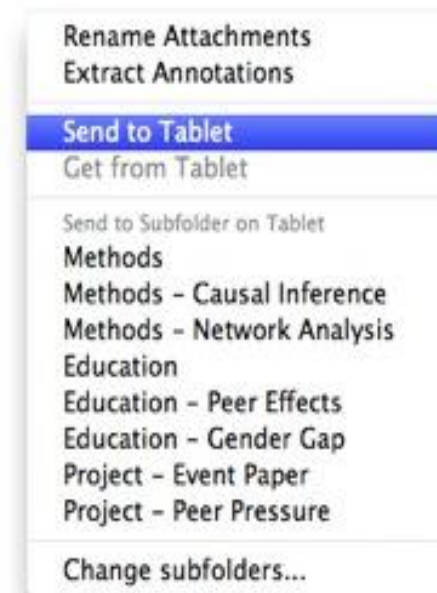 Rename Attachments
Extract Annotations
Send to Tablet
Get from Tablet
Send to Subfolder on Tablet
Methods
Methods – Causal Inference
Methods – Network Analysis
Education
Education – Peer Effects
Education – Gender Gap
Project – Event Paper
Project – Peer Pressure
Change subfolders...